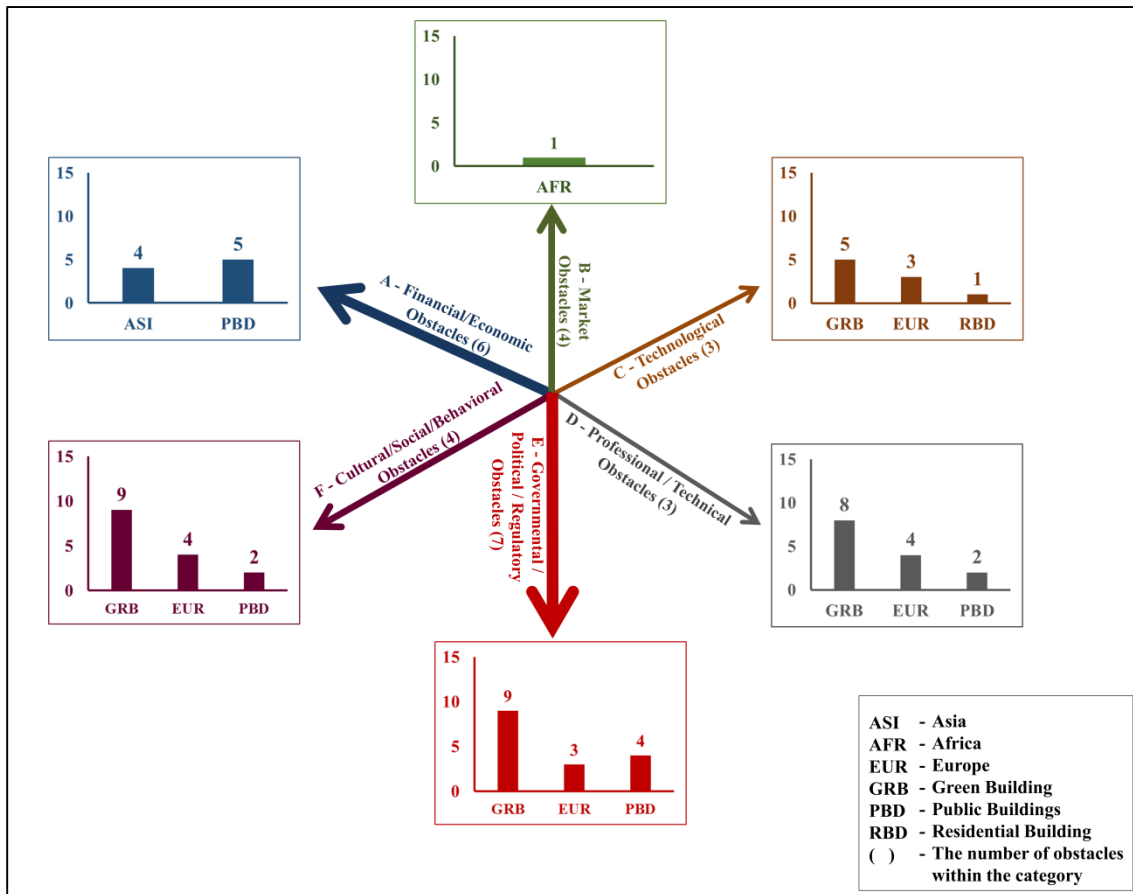 15
10
5
0
1
AFR
15
10
5
0
4
5
ASI
PBD
15
10
5
0
5
3
1
GRB
EUR
RBD
A - Financial/Economic
Obstacles (6)
B - Market
Obstacles (4)
C - Technological
Obstacles (3)
D - Professional / Technical
Obstacles (3)
E - Governmental /
Political / Regulatory
Obstacles (7)
F - Cultural/Social/Behavioral
Obstacles (4)
15
10
5
0
9
4
2
GRB
EUR
PBD
15
10
5
0
8
4
2
GRB
EUR
PBD
15
10
5
0
9
3
4
GRB
EUR
PBD
ASI - Asia
AFR - Africa
EUR - Europe
GRB - Green Building
PBD - Public Buildings
RBD - Residential Building
( ) - The number of obstacles
within the category